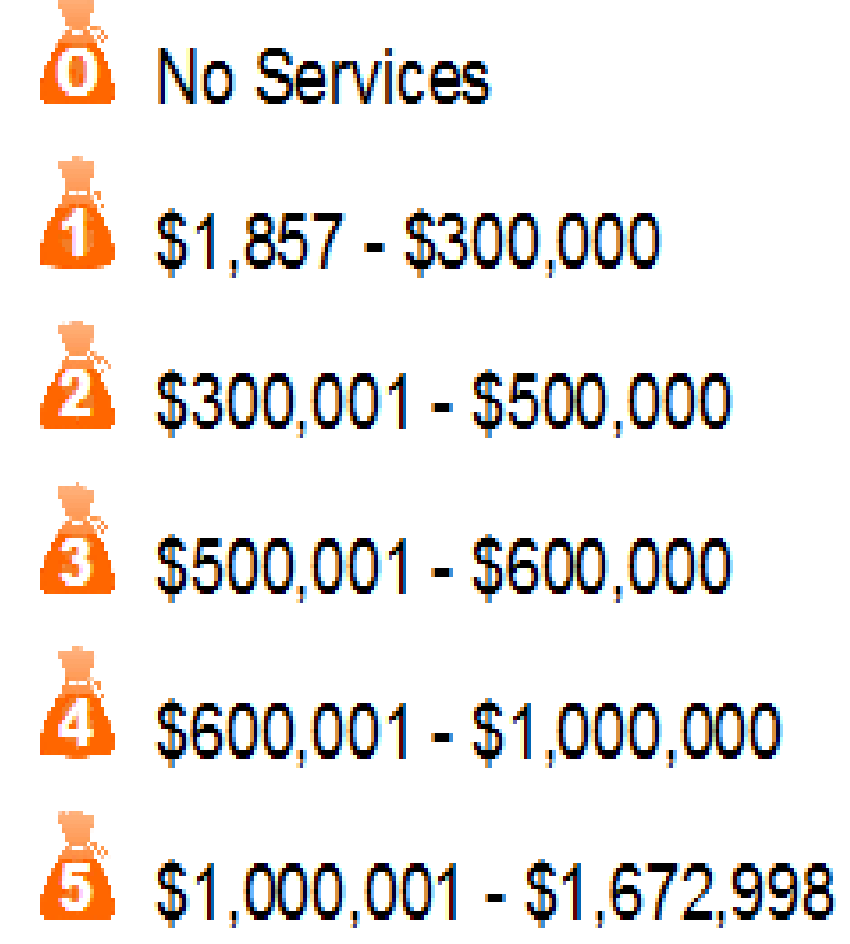 0 No Services
1 $1,857 - $300,000
2 $300,001 - $500,000
3 $500,001 - $600,000
4 $600,001 - $1,000,000
5 $1,000,001 - $1,672,998